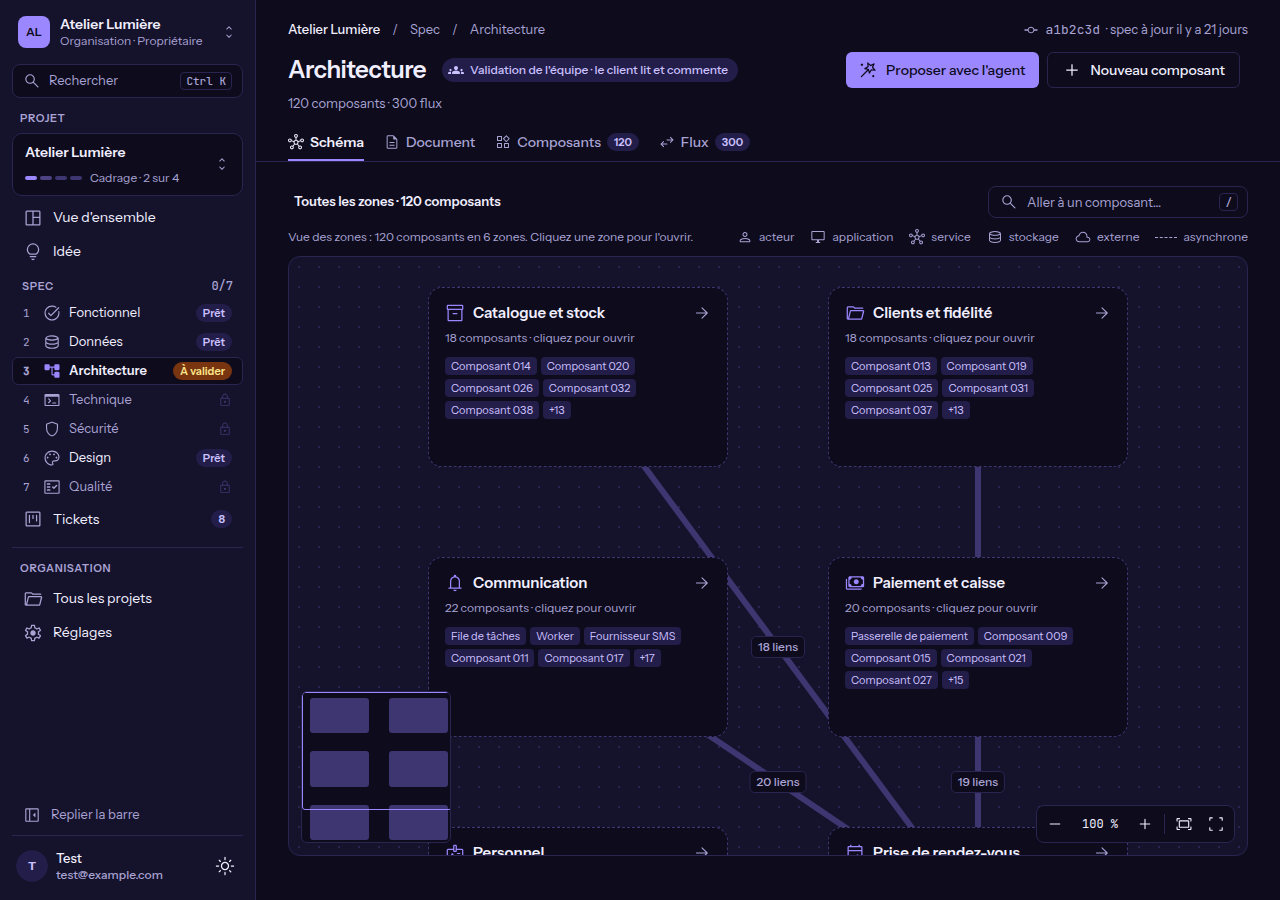 AL
Atelier Lumière
Organisation · Propriétaire
Rechercher
Ctrl K
PROJET
Atelier Lumière
Cadrage · 2 sur 4
Vue d'ensemble
Idée
SPEC 0/7
1 Fonctionnel Prêt
2 Données Prêt
3 Architecture À valider
4 Technique
5 Sécurité
6 Design Prêt
7 Qualité
Tickets 8
ORGANISATION
Tous les projets
Réglages
Replier la barre
T
Test
test@example.com
Atelier Lumière / Spec / Architecture
a1b2c3d · spec à jour il y a 21 jours
Architecture
Validation de l'équipe · le client lit et commente
Proposer avec l'agent
Nouveau composant
120 composants · 300 flux
Schéma
Document
Composants 120
Flux 300
Toutes les zones · 120 composants
Aller à un composant... /
Vue des zones : 120 composants en 6 zones. Cliquez une zone pour l'ouvrir.
acteur
application
service
stockage
externe
asynchrone
Catalogue et stock
18 composants · cliquez pour ouvrir
Composant 014 Composant 020
Composant 026 Composant 032
Composant 038 +13
Clients et fidélité
18 composants · cliquez pour ouvrir
Composant 013 Composant 019
Composant 025 Composant 031
Composant 037 +13
Communication
22 composants · cliquez pour ouvrir
File de tâches Worker Fournisseur SMS
Composant 011 Composant 017 +17
18 liens
Paiement et caisse
20 composants · cliquez pour ouvrir
Passerelle de paiement Composant 009
Composant 015 Composant 021
Composant 027 +15
20 liens
19 liens
100 %
Personnel
Prise de rendez-vous